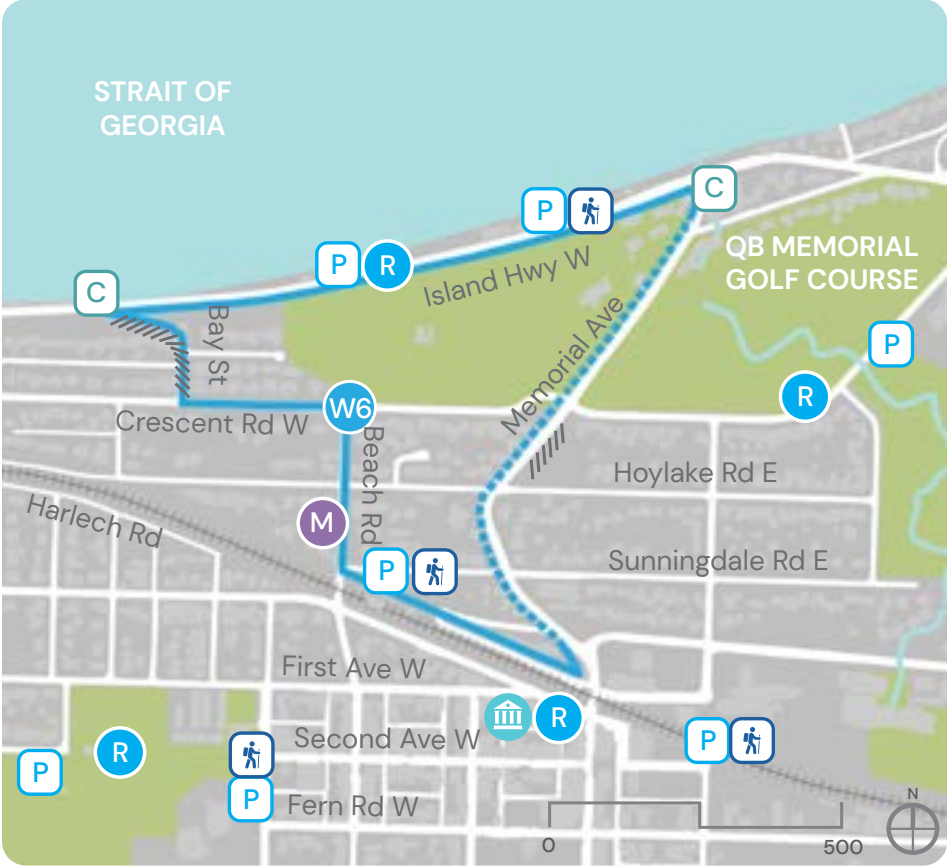 STRAIT OF
GEORGIA
C
P
P
R
Island Hwy W
QB MEMORIAL
GOLF COURSE
C
Bay St
Memorial Ave
P
R
W6
Crescent Rd W
Beach Rd
Hoylake Rd E
Harlech Rd
M
P
Sunningdale Rd E
First Ave W
R
Second Ave W
P
R
P
P
Fern Rd W
N
0
500